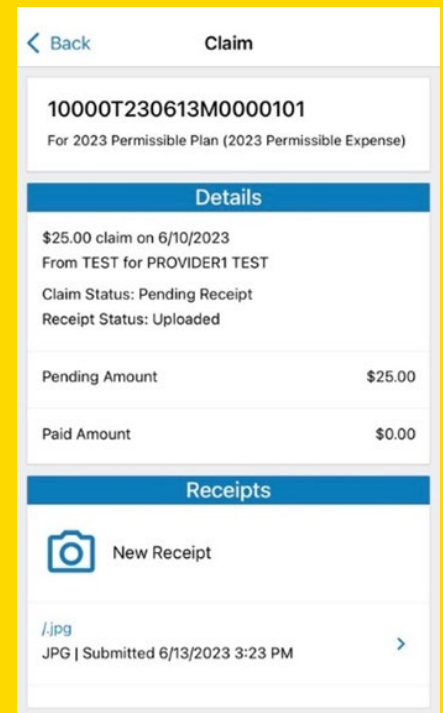 Back Claim
10000T230613M0000101
For 2023 Permissible Plan (2023 Permissible Expense)
Details
$25.00 claim on 6/10/2023
From TEST for PROVIDER1 TEST
Claim Status: Pending Receipt
Receipt Status: Uploaded
Pending Amount $25.00
Paid Amount $0.00
Receipts
New Receipt
/.jpg
JPG | Submitted 6/13/2023 3:23 PM